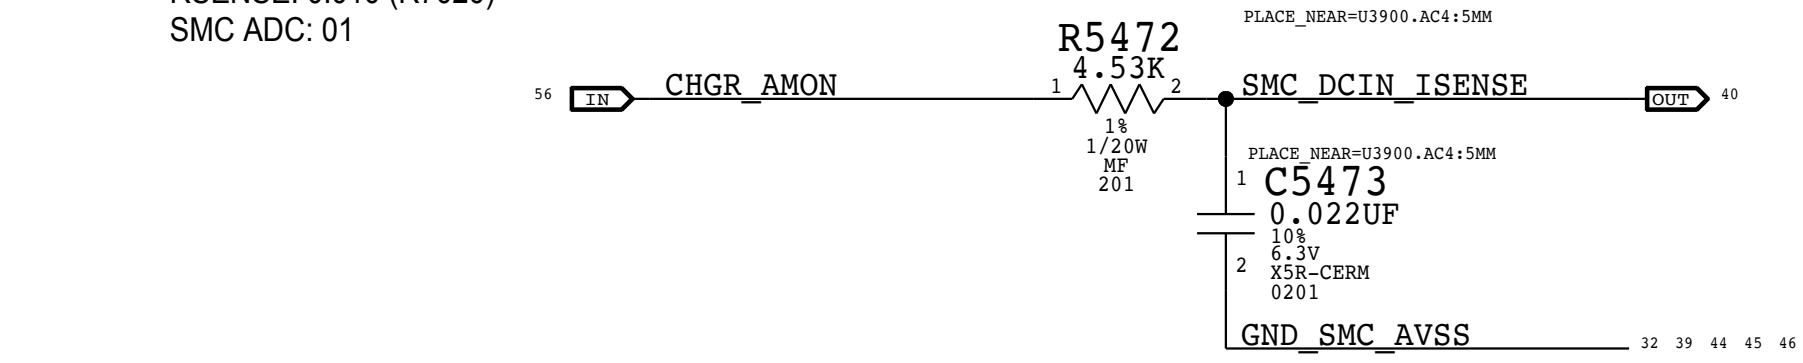 SMC ADC: 01
PLACE_NEAR=U3900.AC4:5MM
R5472
4.53K
56 IN CHGR_AMON 1 2 SMC_DCIN_ISENSE OUT 40
1%
1/20W
MF
201
PLACE_NEAR=U3900.AC4:5MM
1 C5473
0.022UF
10%
6.3V
2 X5R-CERM
0201
GND_SMC_AVSS 32 39 44 45 46